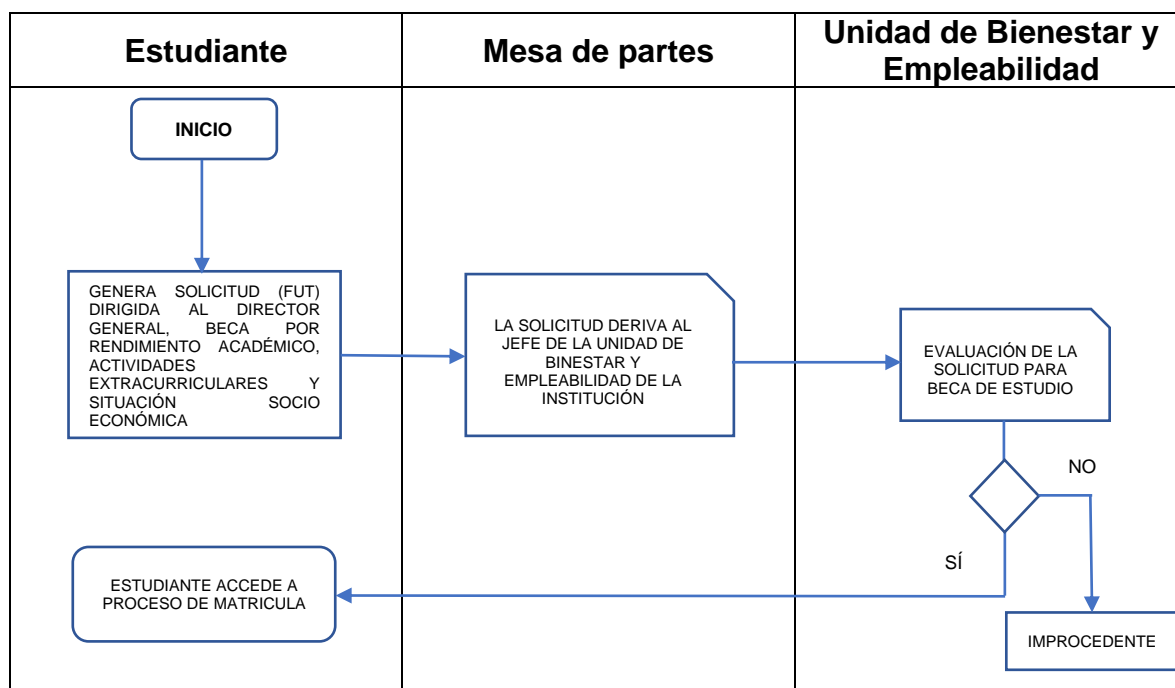 Estudiante
Mesa de partes
Unidad de Bienestar y
Empleabilidad
INICIO
GENERA SOLICITUD (FUT)
DIRIGIDA AL DIRECTOR
GENERAL, BECA POR
RENDIMIENTO ACADÉMICO,
ACTIVIDADES
EXTRACURRICULARES Y
SITUACIÓN SOCIO
ECONÓMICA
LA SOLICITUD DERIVA AL
JEFE DE LA UNIDAD DE
BINESTAR Y
EMPLEABILIDAD DE LA
INSTITUCIÓN
EVALUACIÓN DE LA
SOLICITUD PARA
BECA DE ESTUDIO
NO
SÍ
ESTUDIANTE ACCEDE A
PROCESO DE MATRICULA
IMPROCEDENTE